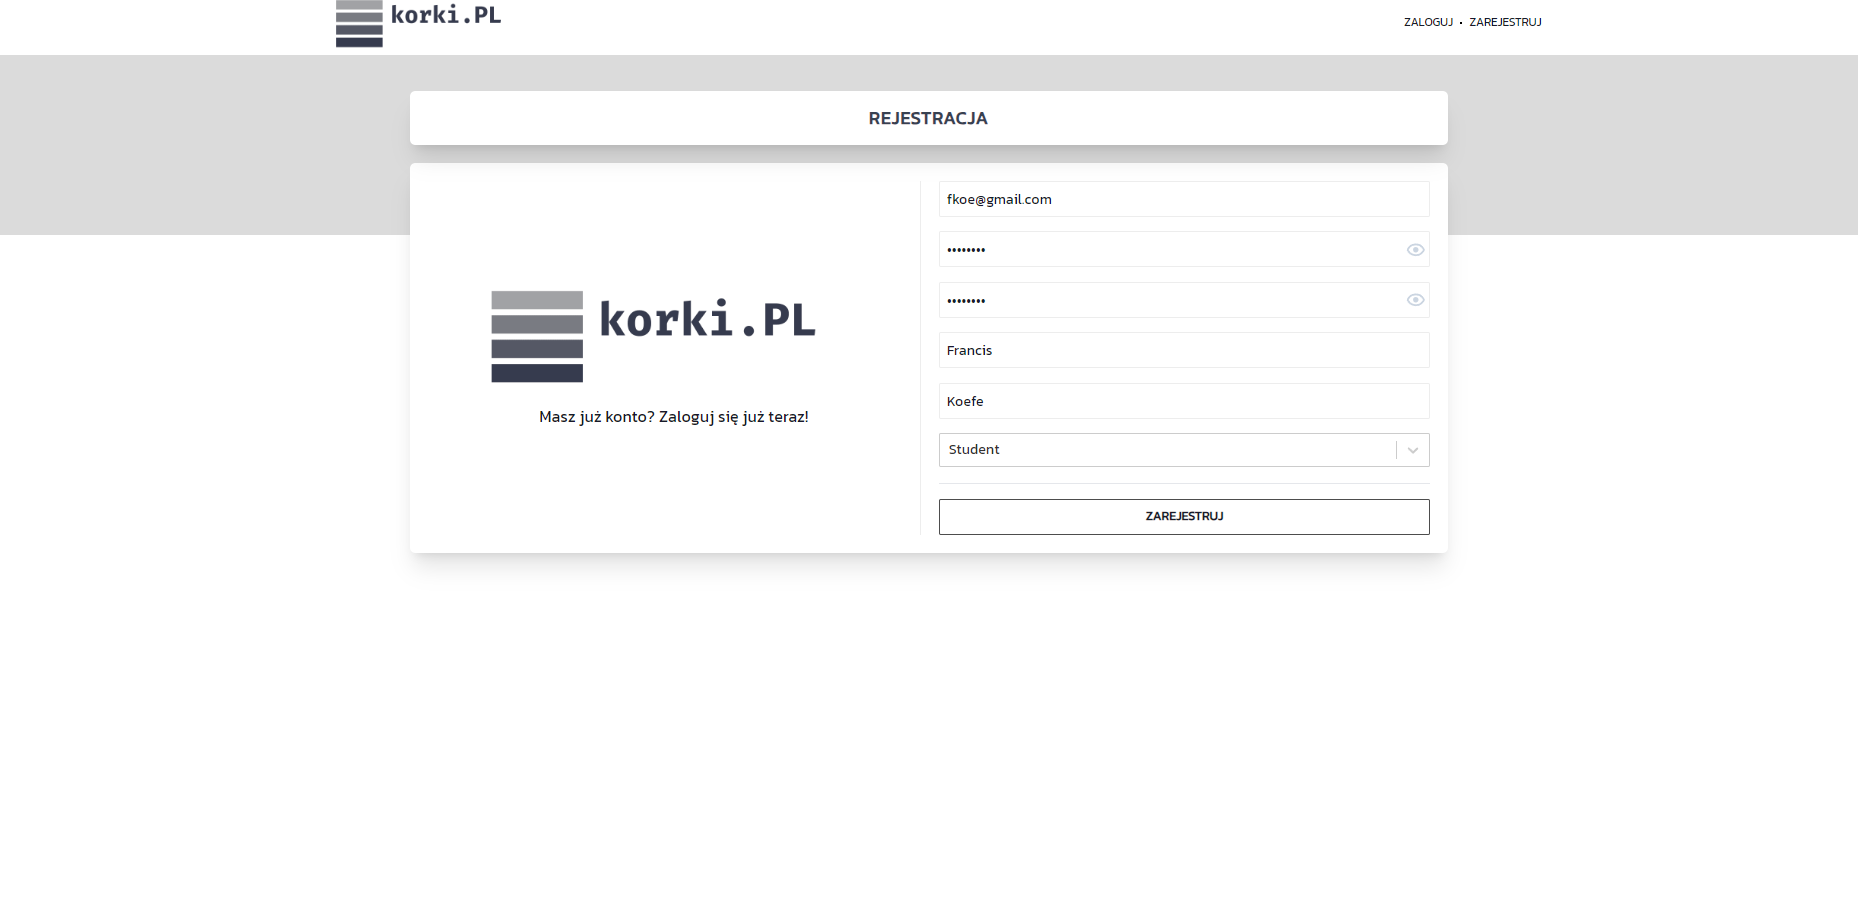 korki.PL
ZALOGUJ • ZAREJESTRUJ
REJESTRACJA
korki.PL
Masz już konto? Zaloguj się już teraz!
fkoe@gmail.com
••••••••
••••••••
Francis
Koefe
Student
ZAREJESTRUJ